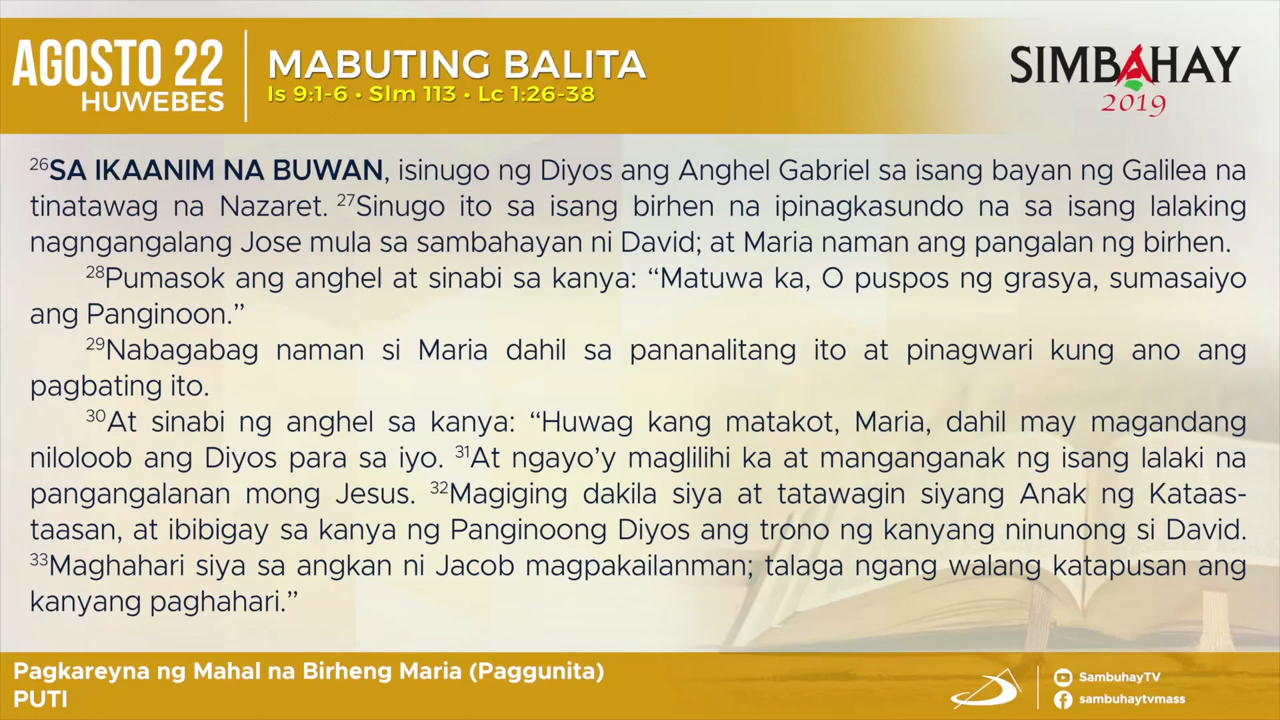 AGOSTO 22
HUWEBES
MABUTING BALITA
Is 9:1-6 • Slm 113 • Lc 1:26-38
SIMBAHAY
2019
26SA IKAANIM NA BUWAN, isinugo ng Diyos ang Anghel Gabriel sa isang bayan ng Galilea na
tinatawag na Nazaret. 27Sinugo ito sa isang birhen na ipinagkasundo na sa isang lalaking
nagngangalang Jose mula sa sambahayan ni David; at Maria naman ang pangalan ng birhen.
28Pumasok ang anghel at sinabi sa kanya: “Matuwa ka, O puspos ng grasya, sumasaiyo
ang Panginoon.”
29Nabagabag naman si Maria dahil sa pananalitang ito at pinagwari kung ano ang
pagbating ito.
30At sinabi ng anghel sa kanya: “Huwag kang matakot, Maria, dahil may magandang
niloloob ang Diyos para sa iyo. 31At ngayo’y maglilihi ka at manganganak ng isang lalaki na
pangangalanan mong Jesus. 32Magiging dakila siya at tatawagin siyang Anak ng Kataas-
taasan, at ibibigay sa kanya ng Panginoong Diyos ang trono ng kanyang ninunong si David.
33Maghahari siya sa angkan ni Jacob magpakailanman; talaga ngang walang katapusan ang
kanyang paghahari.”
Pagkareyna ng Mahal na Birheng Maria (Paggunita)
PUTI
SambuhayTV
sambuhaytvmass